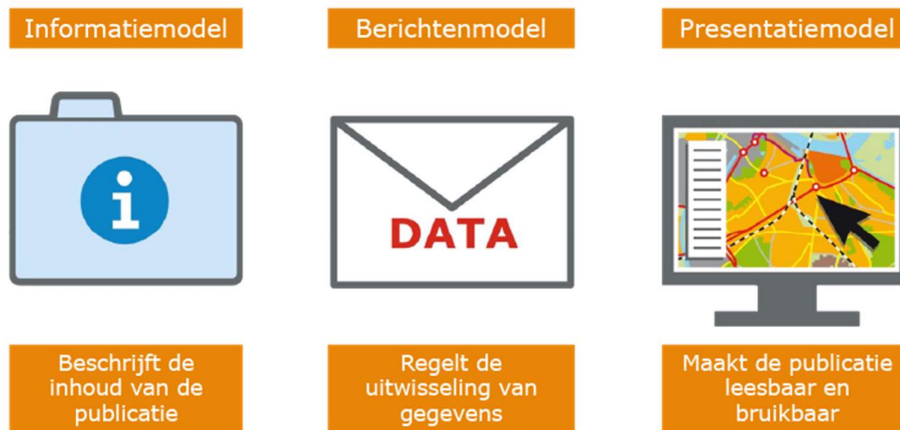 Informatiemodel
Berichtenmodel
Presentatiemodel
i
DATA
Beschrijft de
inhoud van de
publicatie
Regelt de
uitwisseling van
gegevens
Maakt de publicatie
leesbaar en
bruikbaar